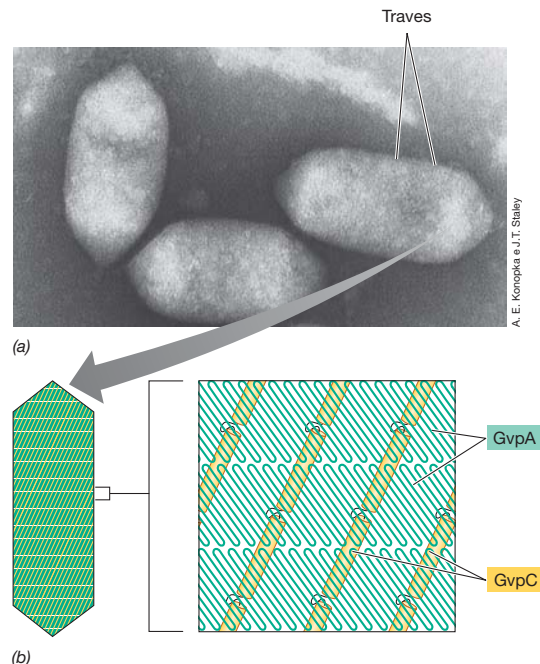 Traves
A. E. Konopka e J.T. Staley
(a)
GvpA
GvpC
(b)